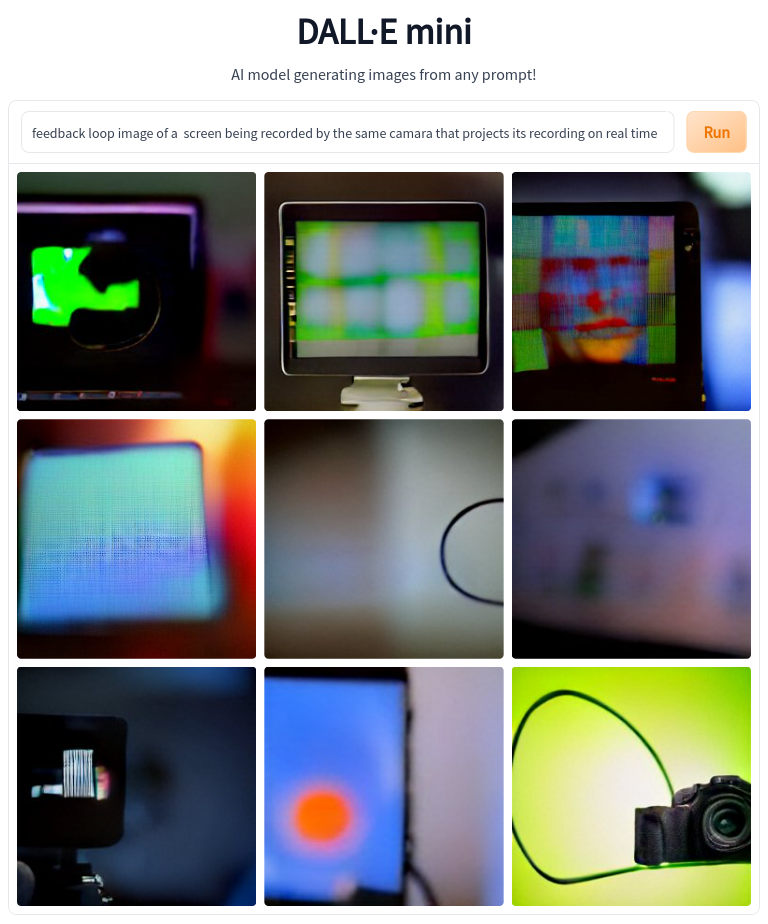 DALL·E mini
AI model generating images from any prompt!
feedback loop image of a  screen being recorded by the same camara that projects its recording on real time
Run